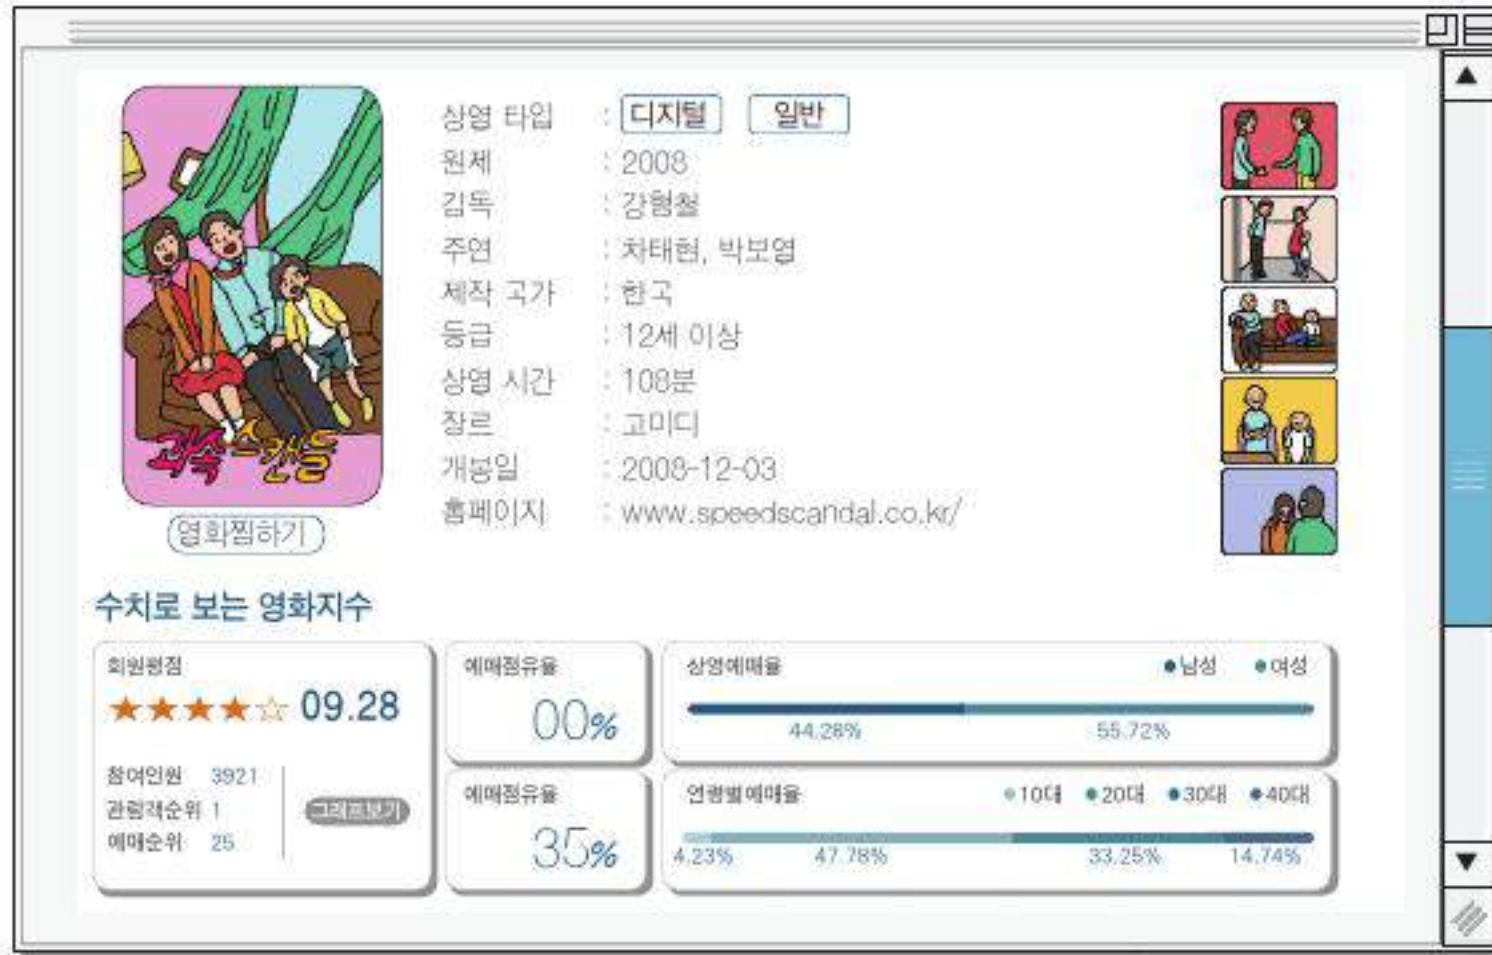 과속스캔들
영화찜하기
상영 타입 : 디지털 일반
원제 : 2008
김독 : 강형철
주연 : 차태현, 박보영
제작 국가 : 한국
등급 : 12세 이상
상영 시간 : 108분
장르 : 고미디
개봉일 : 2008-12-03
홈페이지 : www.speedscandal.co.kr/
수치로 보는 영화지수
회원평점
09.28
참여인원 3921
관람객순위 1
예매순위 25
그래프보기
예매점유율
00%
예매점유율
35%
상영예매율 남성 여성
44.28% 55.72%
연령별예매율 10대 20대 30대 40대
4.23% 47.78% 33.25% 14.74%